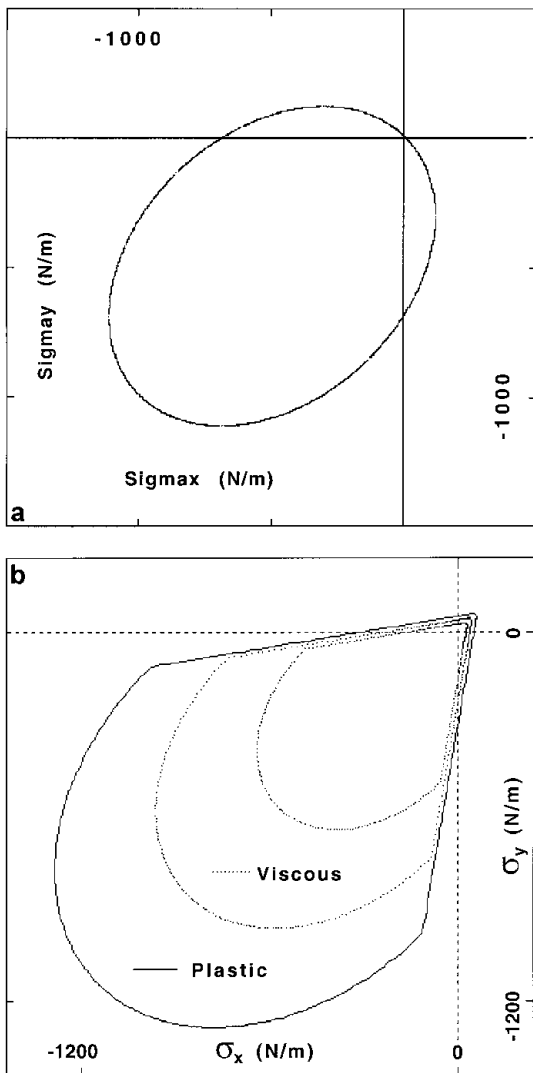 -1000
Sigmay (N/m)
-1000
Sigmax (N/m)
a
b
0
Viscous
σy (N/m)
Plastic
-1200
-1200
σx (N/m)
0